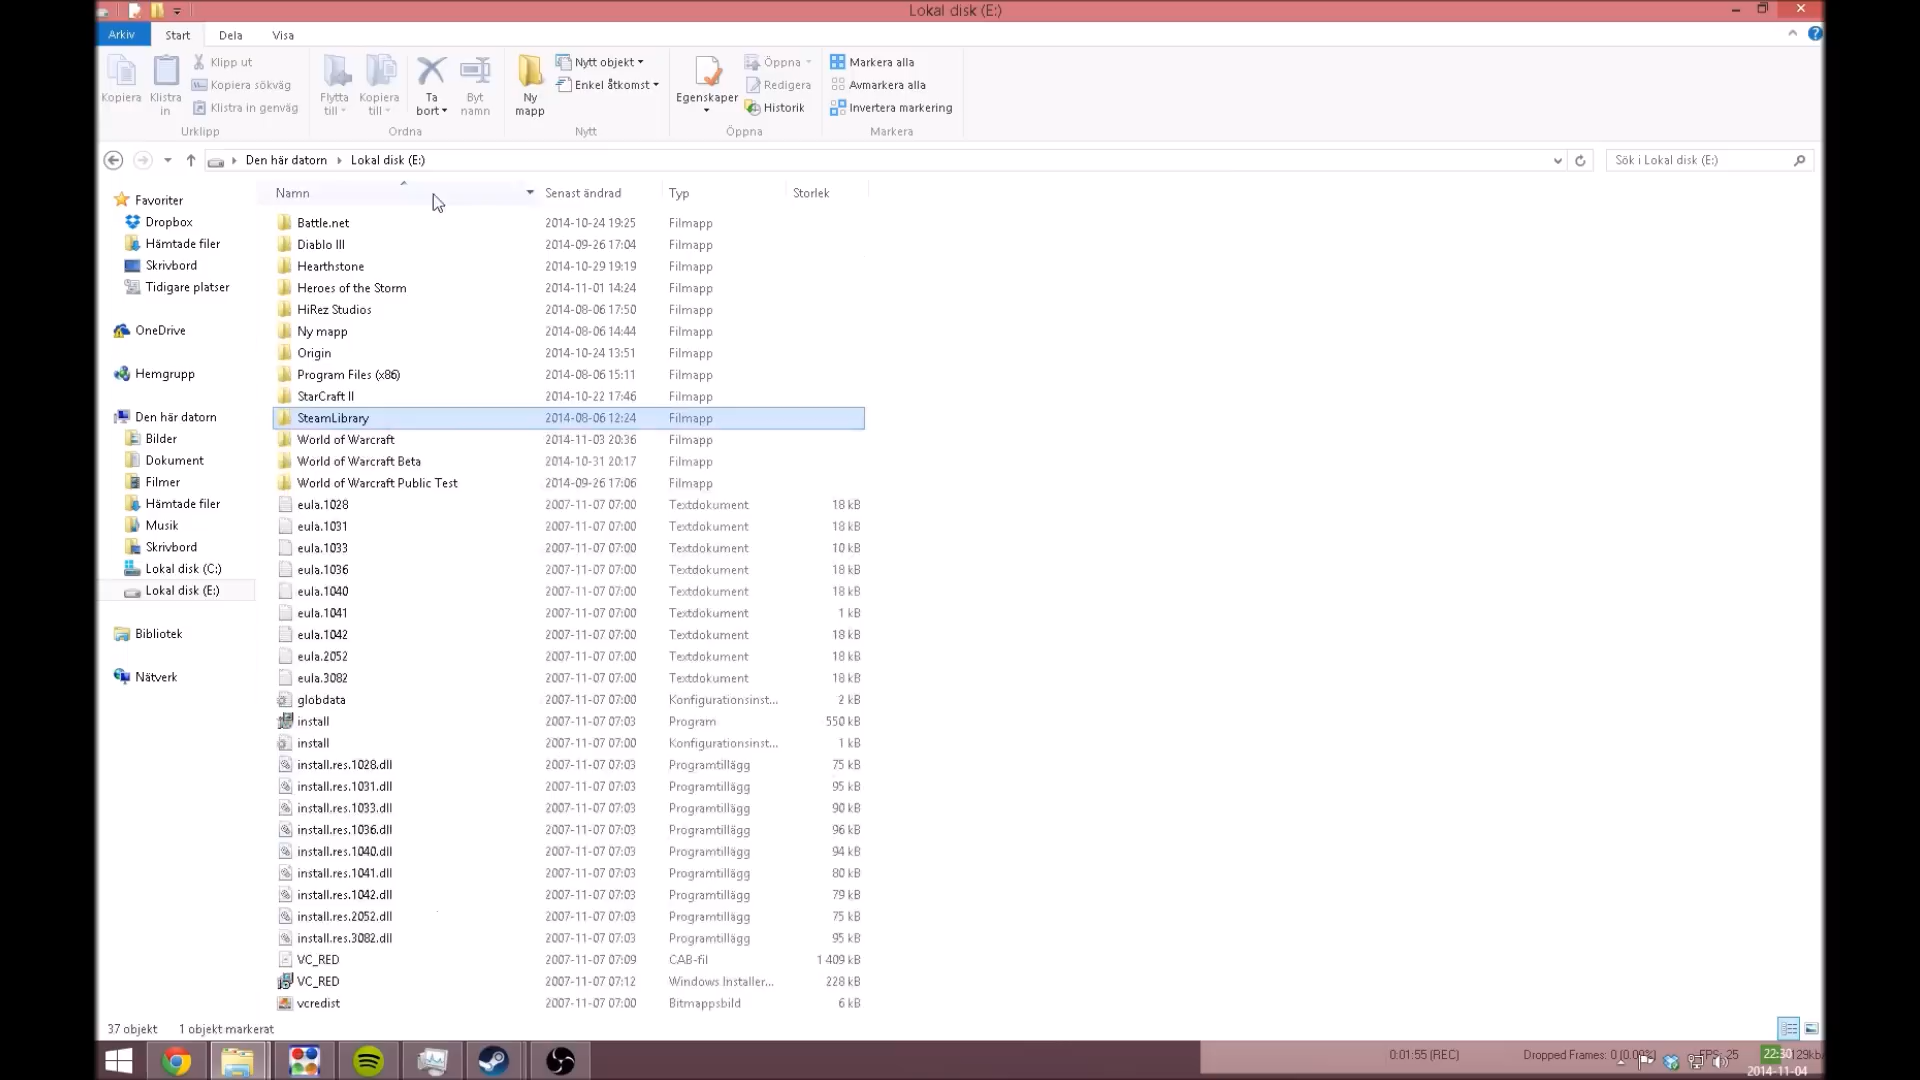 Lokal disk (E:)
Arkiv Start Dela Visa
Kopiera
Klistra in
Klipp ut
Kopiera sökväg
Klistra in genväg
Urklipp
Flytta till
Kopiera till
Ta bort
Byt namn
Ordna
Ny mapp
Nytt objekt
Enkel åtkomst
Nytt
Egenskaper
Öppna
Redigera
Historik
Öppna
Markera alla
Avmarkera alla
Invertera markering
Markera
Den här datorn Lokal disk (E:)
Sök i Lokal disk (E:)
Favoriter
Dropbox
Hämtade filer
Skrivbord
Tidigare platser
OneDrive
Hemgrupp
Den här datorn
Bilder
Dokument
Filmer
Hämtade filer
Musik
Skrivbord
Lokal disk (C:)
Lokal disk (E:)
Bibliotek
Nätverk
Namn Senast ändrad Typ Storlek
Battle.net 2014-10-24 19:25 Filmapp
Diablo III 2014-09-26 17:04 Filmapp
Hearthstone 2014-10-29 19:19 Filmapp
Heroes of the Storm 2014-11-01 14:24 Filmapp
HiRez Studios 2014-08-06 17:50 Filmapp
Ny mapp 2014-08-06 14:44 Filmapp
Origin 2014-10-24 13:51 Filmapp
Program Files (x86) 2014-08-06 15:11 Filmapp
StarCraft II 2014-10-22 17:46 Filmapp
SteamLibrary 2014-08-06 12:24 Filmapp
World of Warcraft 2014-11-03 20:36 Filmapp
World of Warcraft Beta 2014-10-31 20:17 Filmapp
World of Warcraft Public Test 2014-09-26 17:06 Filmapp
eula.1028 2007-11-07 07:00 Textdokument 18 kB
eula.1031 2007-11-07 07:00 Textdokument 18 kB
eula.1033 2007-11-07 07:00 Textdokument 10 kB
eula.1036 2007-11-07 07:00 Textdokument 18 kB
eula.1040 2007-11-07 07:00 Textdokument 18 kB
eula.1041 2007-11-07 07:00 Textdokument 1 kB
eula.1042 2007-11-07 07:00 Textdokument 18 kB
eula.2052 2007-11-07 07:00 Textdokument 18 kB
eula.3082 2007-11-07 07:00 Textdokument 18 kB
globdata 2007-11-07 07:00 Konfigurationsinst... 2 kB
install 2007-11-07 07:03 Program 550 kB
install 2007-11-07 07:00 Konfigurationsinst... 1 kB
install.res.1028.dll 2007-11-07 07:03 Programtillägg 75 kB
install.res.1031.dll 2007-11-07 07:03 Programtillägg 95 kB
install.res.1033.dll 2007-11-07 07:03 Programtillägg 90 kB
install.res.1036.dll 2007-11-07 07:03 Programtillägg 96 kB
install.res.1040.dll 2007-11-07 07:03 Programtillägg 94 kB
install.res.1041.dll 2007-11-07 07:03 Programtillägg 80 kB
install.res.1042.dll 2007-11-07 07:03 Programtillägg 79 kB
install.res.2052.dll 2007-11-07 07:03 Programtillägg 75 kB
install.res.3082.dll 2007-11-07 07:03 Programtillägg 95 kB
VC_RED 2007-11-07 07:09 CAB-fil 1 409 kB
VC_RED 2007-11-07 07:12 Windows Installer... 228 kB
vcredist 2007-11-07 07:00 Bitmappsbild 6 kB
37 objekt 1 objekt markerat
0:01:55 (REC) Dropped Frames: 0 (0.00%) FPS: 25 22:30 129kb/
2014-11-04